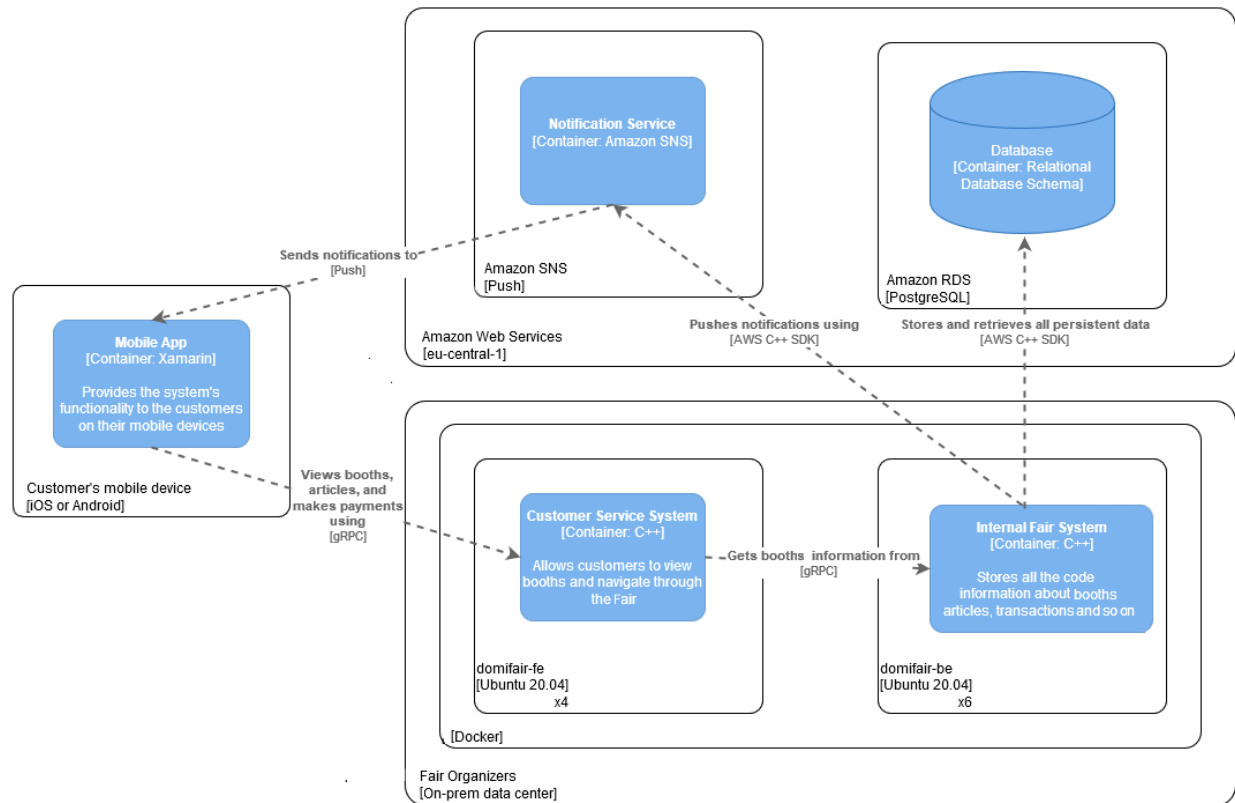 Notification Service
[Container: Amazon SNS]
Amazon SNS
[Push]
Database
[Container: Relational
Database Schema]
Amazon RDS
[PostgreSQL]
Amazon Web Services
[eu-central-1]
Sends notifications to
[Push]
Pushes notifications using
[AWS C++ SDK]
Stores and retrieves all persistent data
[AWS C++ SDK]
Mobile App
[Container: Xamarin]
Provides the system's
functionality to the customers
on their mobile devices
Customer's mobile device
[iOS or Android]
Views booths,
articles, and
makes payments
using
[gRPC]
Customer Service System
[Container: C++]
Allows customers to view
booths and navigate through
the Fair
domifair-fe
[Ubuntu 20.04]
x4
Gets booths information from
[gRPC]
Internal Fair System
[Container: C++]
Stores all the code
information about booths
articles, transactions and so on
domifair-be
[Ubuntu 20.04]
x6
, [Docker]
Fair Organizers
[On-prem data center]